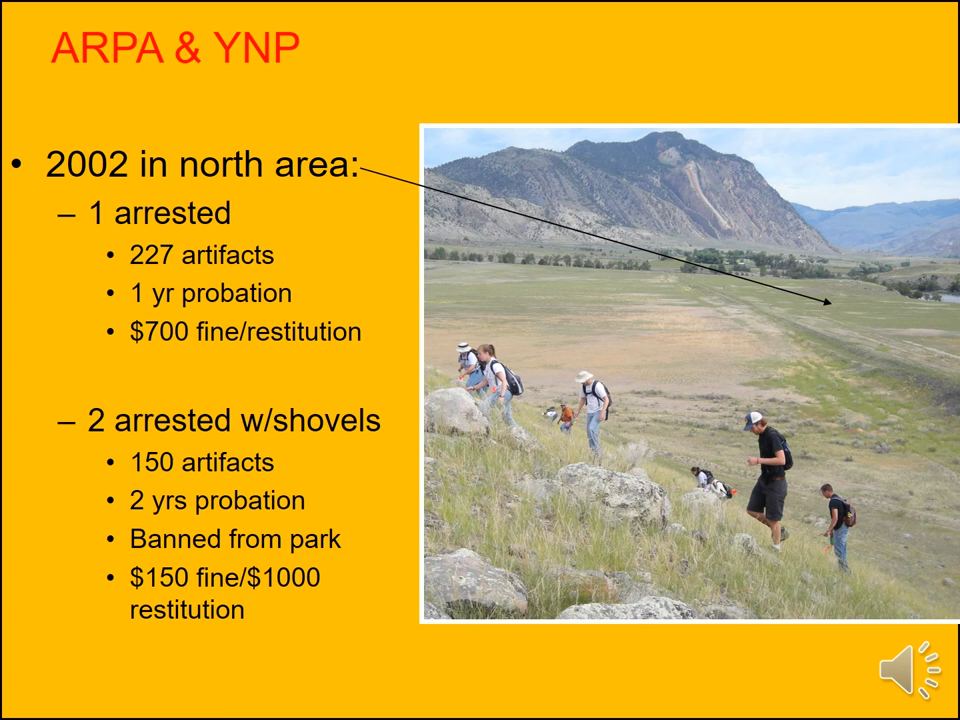 ARPA & YNP
• 2002 in north area:
– 1 arrested
• 227 artifacts
• 1 yr probation
• $700 fine/restitution
– 2 arrested w/shovels
• 150 artifacts
• 2 yrs probation
• Banned from park
• $150 fine/$1000
restitution